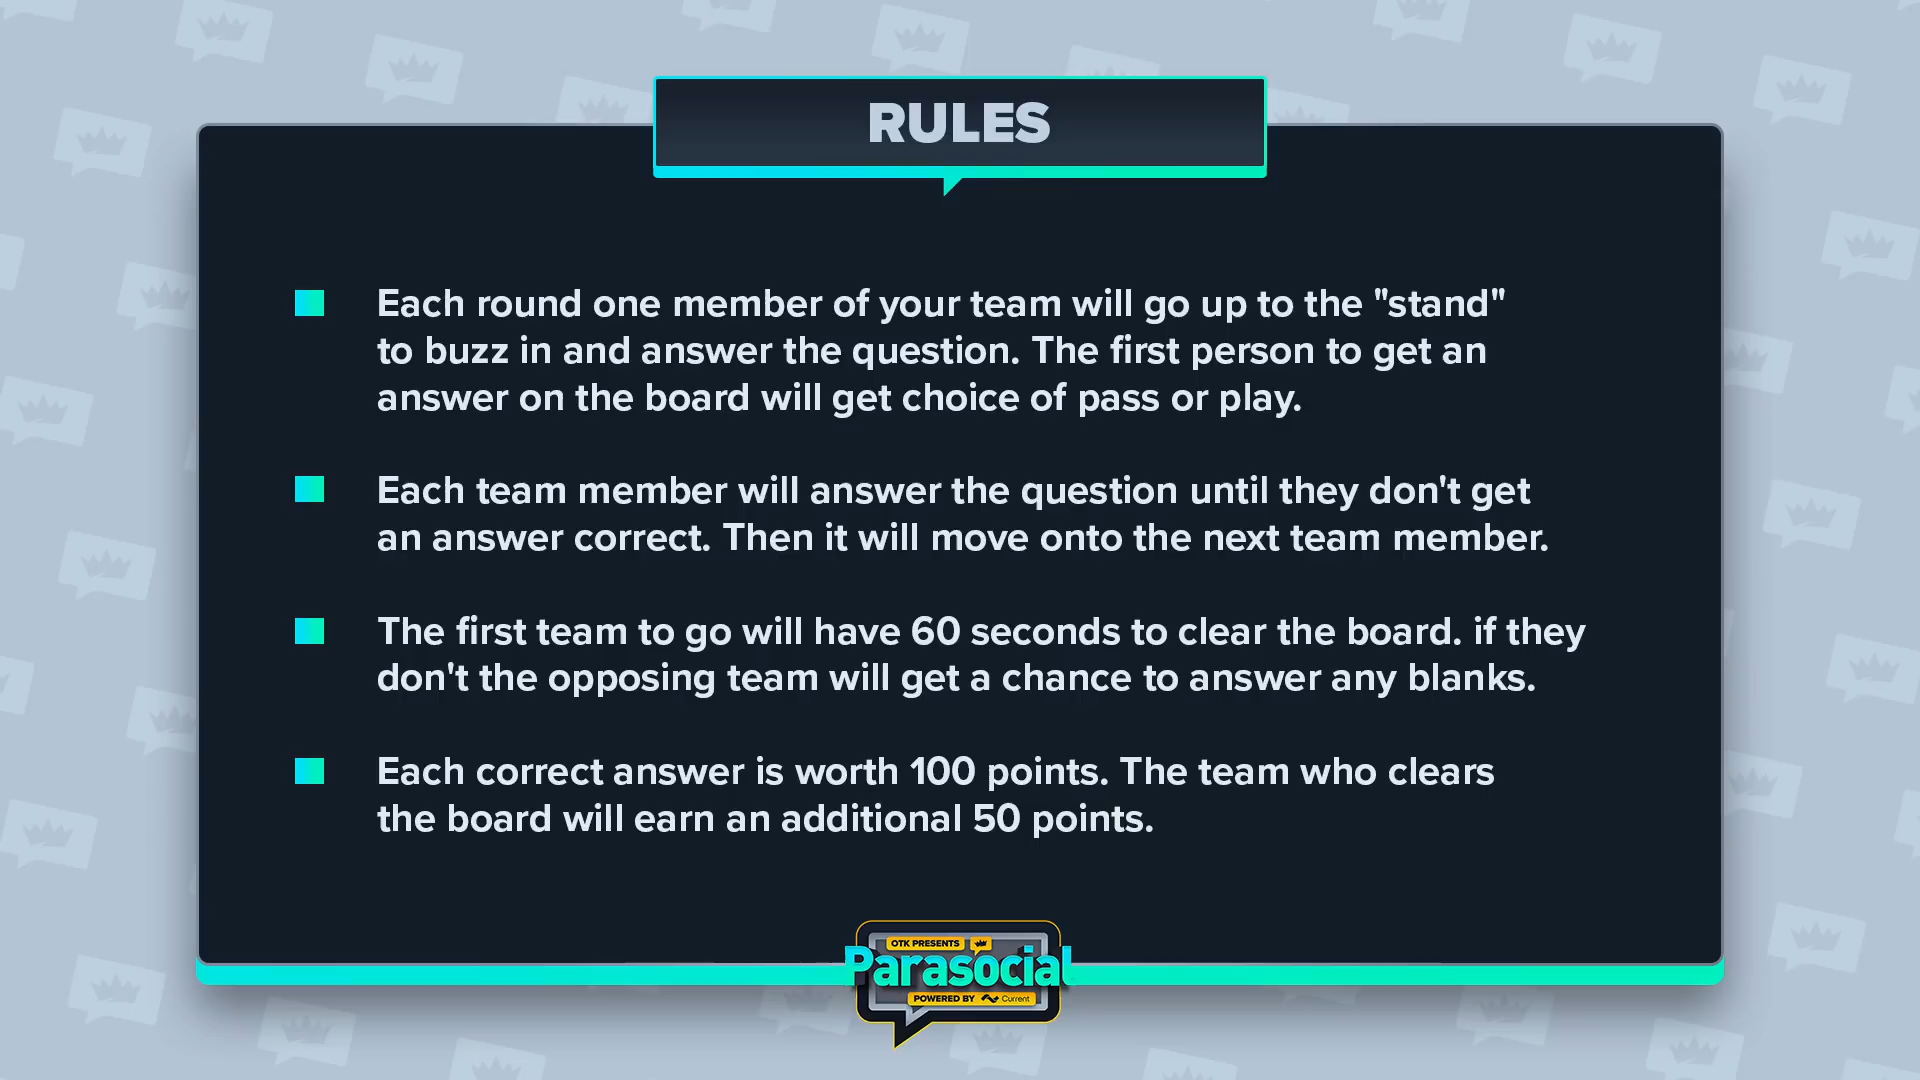 RULES
Each round one member of your team will go up to the "stand"
to buzz in and answer the question. The first person to get an
answer on the board will get choice of pass or play.
Each team member will answer the question until they don't get
an answer correct. Then it will move onto the next team member.
The first team to go will have 60 seconds to clear the board. if they
don't the opposing team will get a chance to answer any blanks.
Each correct answer is worth 100 points. The team who clears
the board will earn an additional 50 points.
OTK PRESENTS
Parasocial
POWERED BY Current